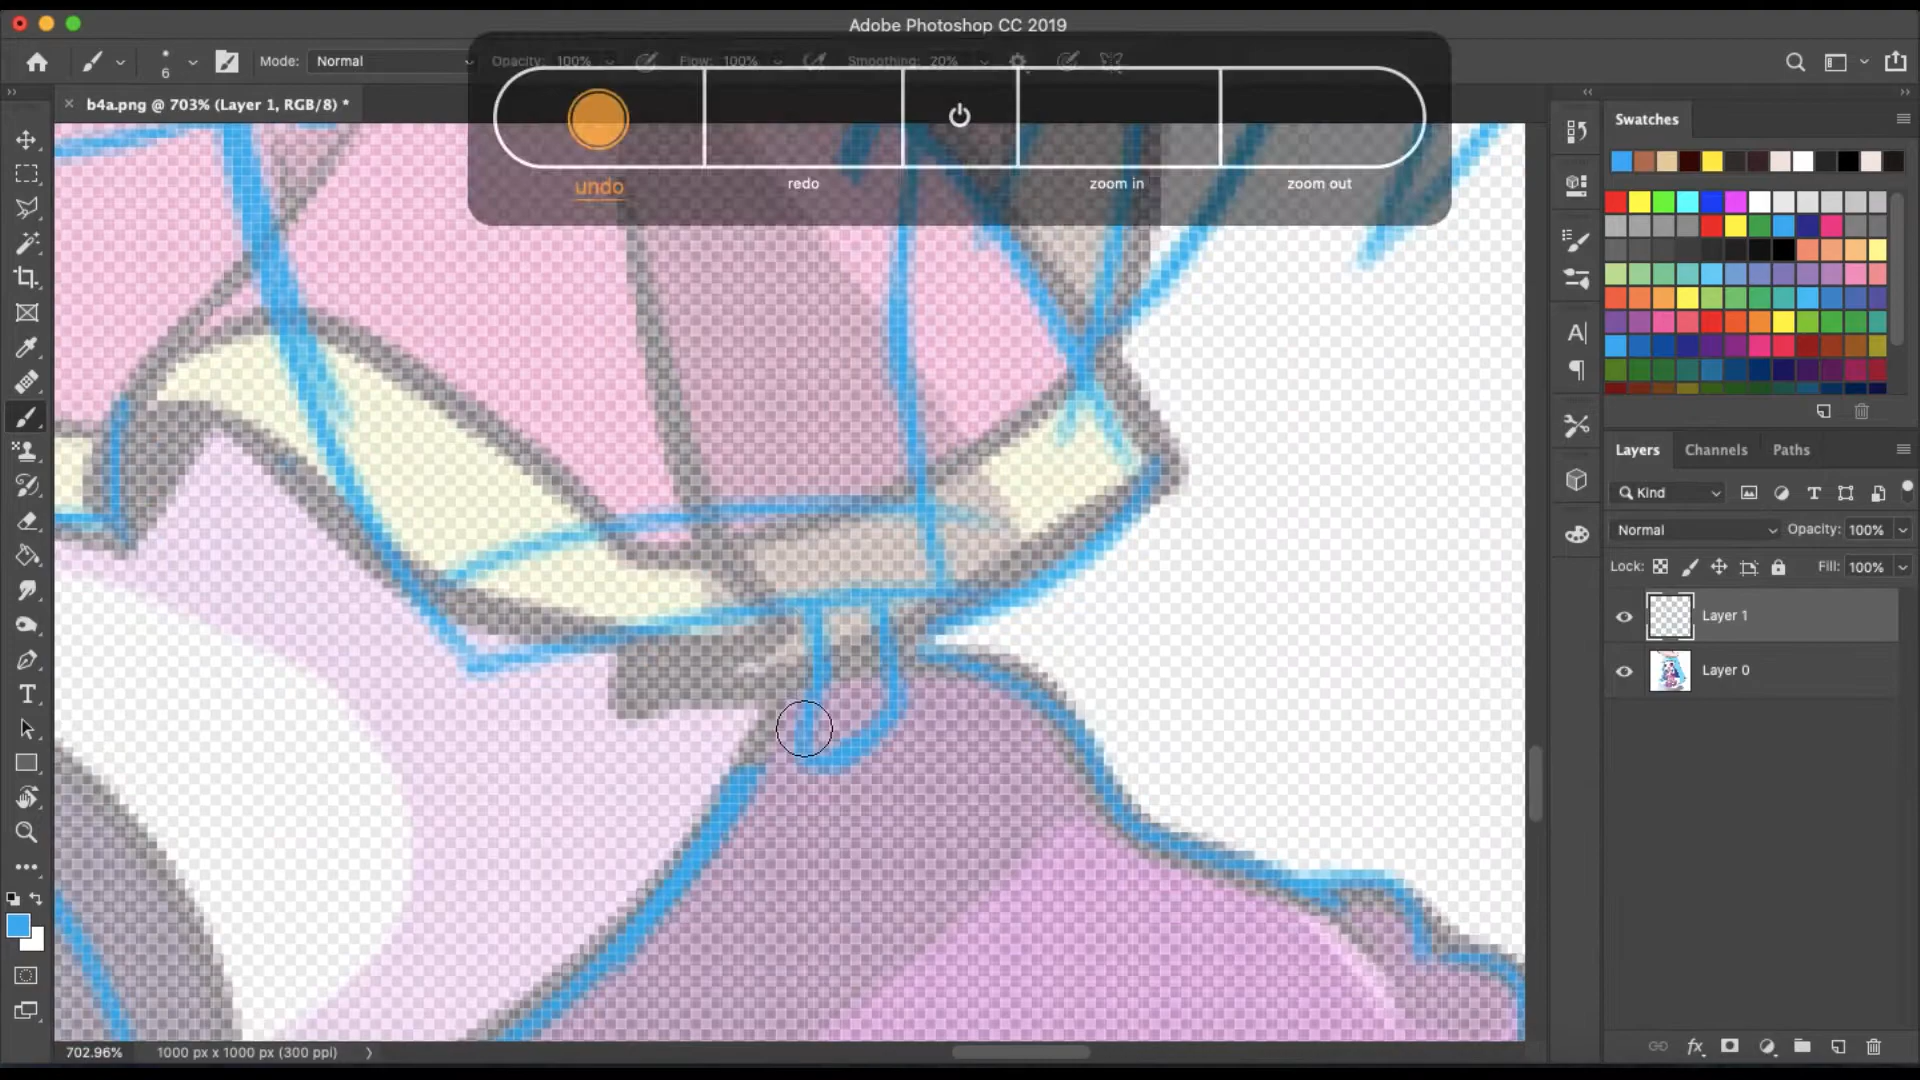 Adobe Photoshop CC 2019
6
Mode: Normal
Opacity: 100%
Flow: 100%
Smoothing: 20%
b4a.png @ 703% (Layer 1, RGB/8) *
undo
redo
zoom in
zoom out
Swatches
Layers
Channels
Paths
Kind
Normal
Opacity: 100%
Lock:
Fill: 100%
Layer 1
Layer 0
702.96%
1000 px x 1000 px (300 ppi)